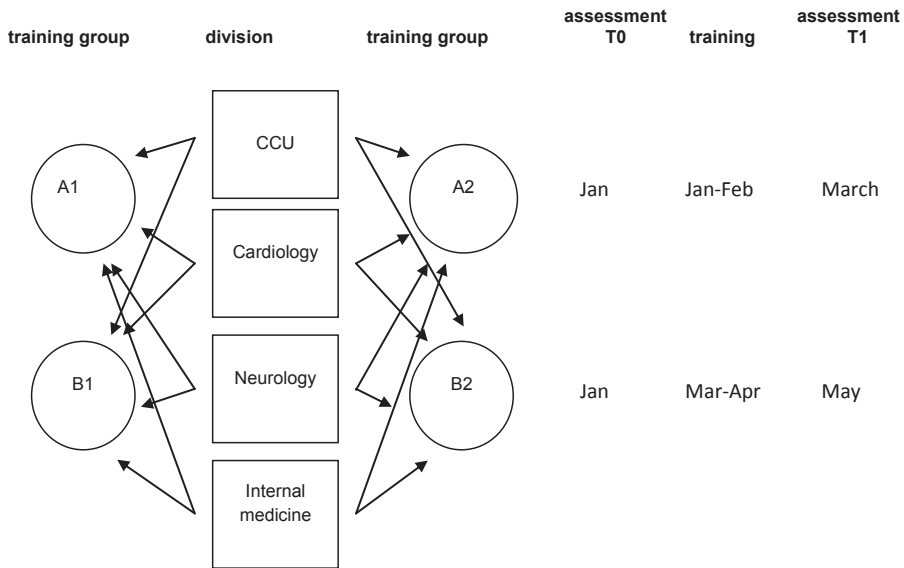 assessment assessment
training group division training group T0 training T1
CCU
A1 A2 Jan Jan-Feb March
Cardiology
Neurology
B1 B2 Jan Mar-Apr May
Internal
medicine